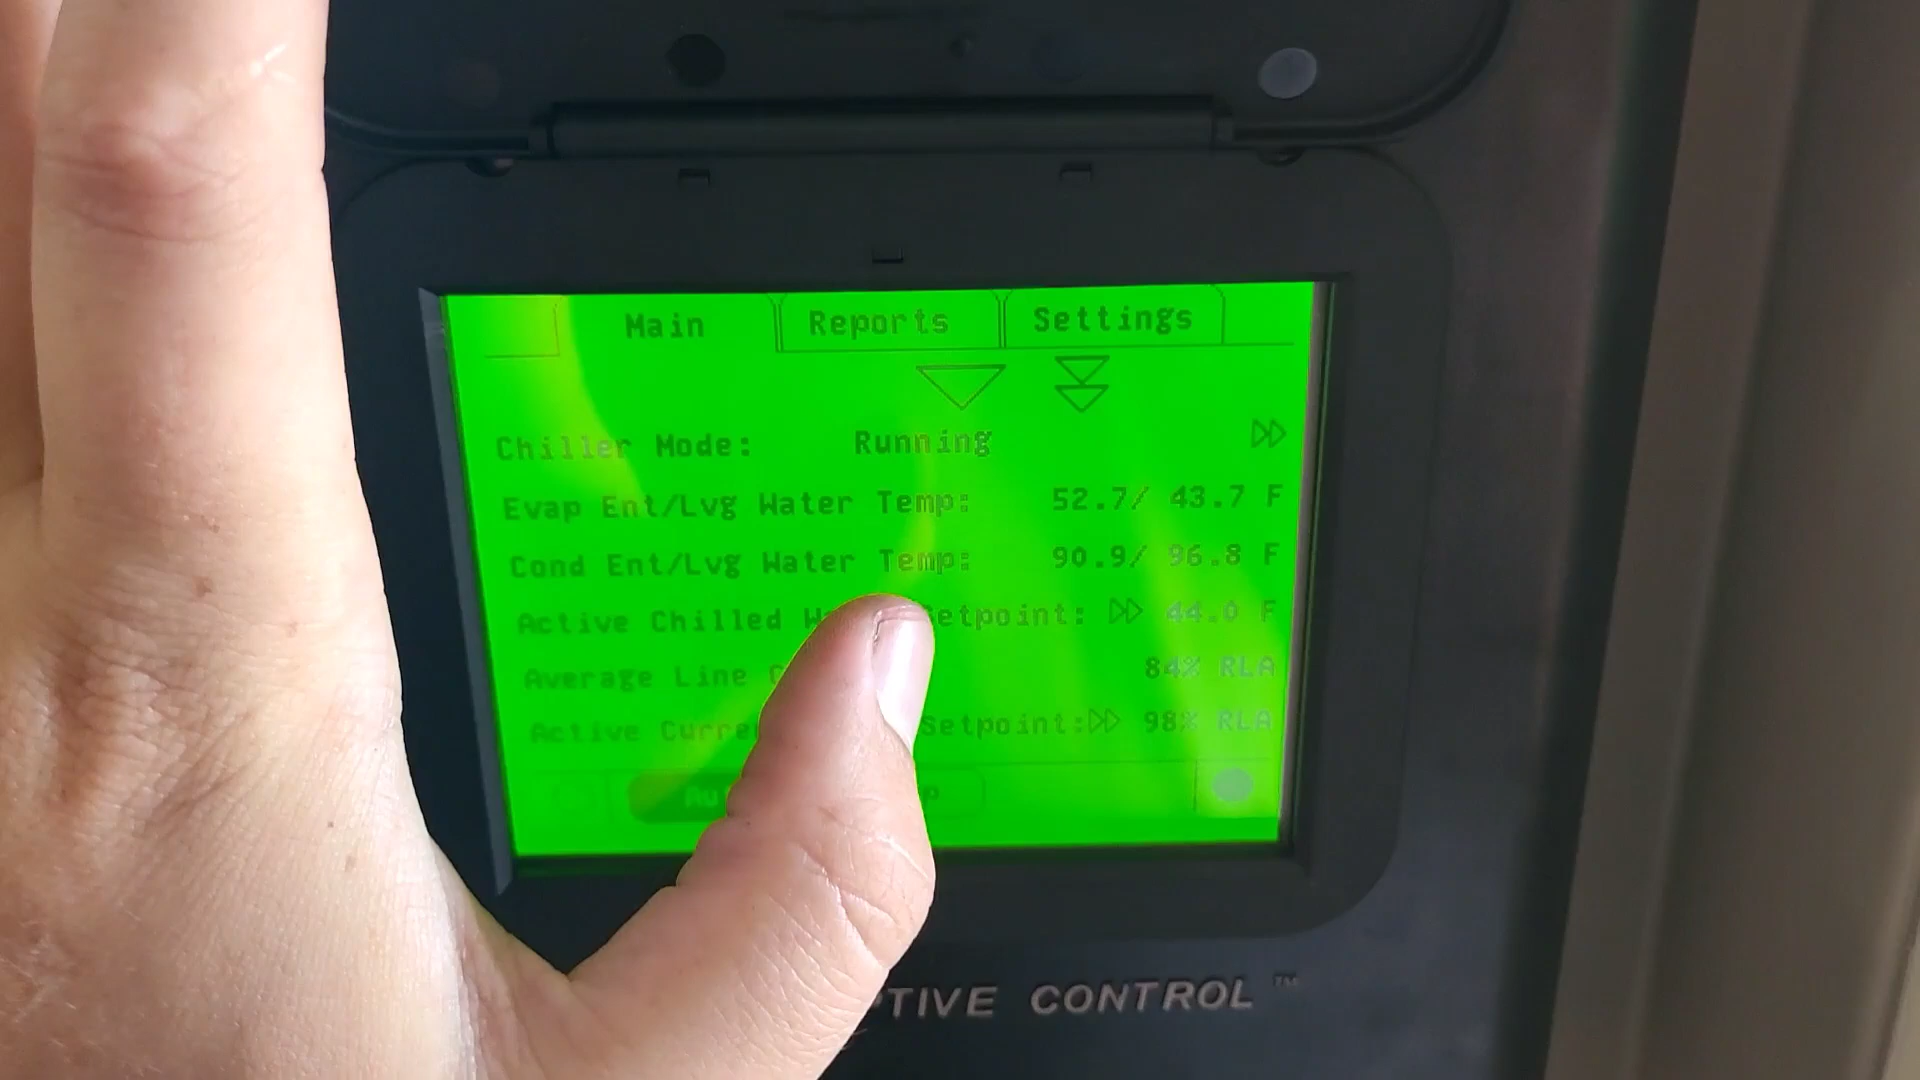 Main Reports Settings
Chiller Mode: Running
Evap Ent/Lvg Water Temp: 52.7/ 43.7 F
Cond Ent/Lvg Water Temp: 90.9/ 96.8 F
Active Chilled Setpoint: 44.0 F
Average Line 84% RLA
Active Setpoint: 98% RLA
CONTROL ™